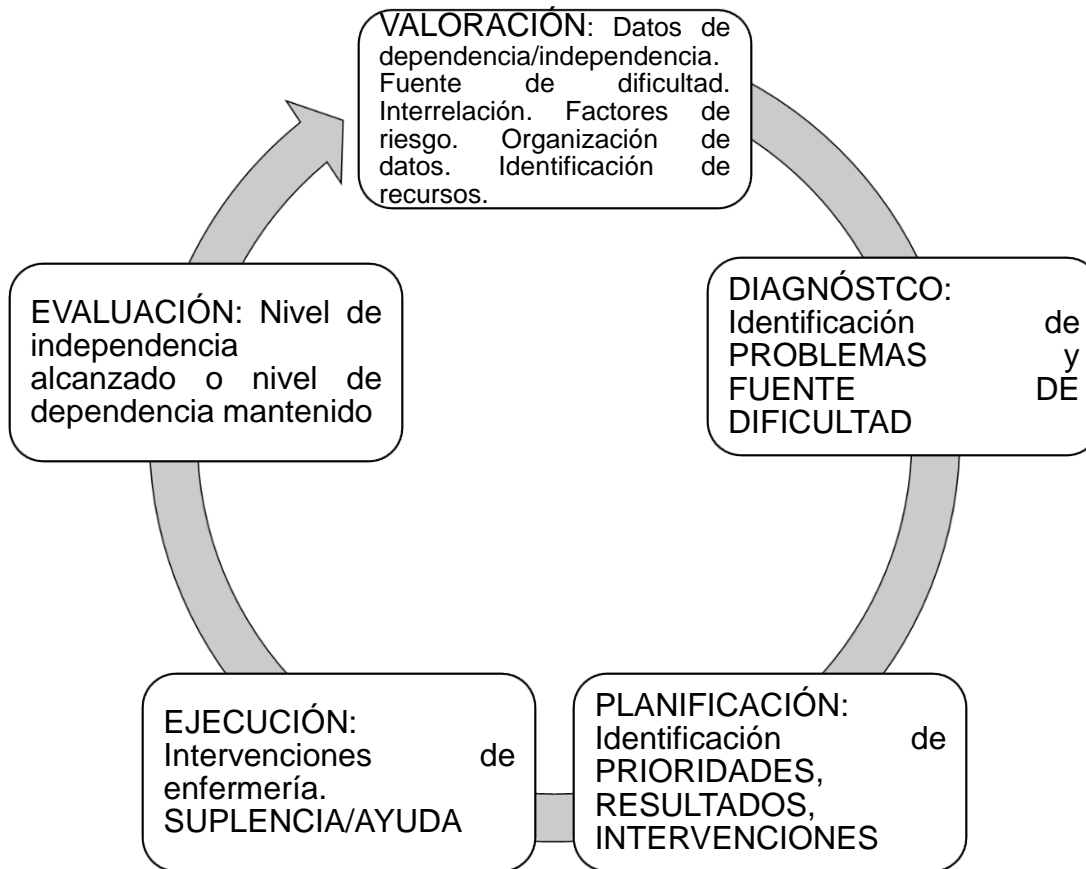 VALORACIÓN: Datos de
dependencia/independencia.
Fuente de dificultad.
Interrelación. Factores de
riesgo. Organización de
datos. Identificación de
recursos.
DIAGNÓSTCO:
Identificación de
PROBLEMAS y
FUENTE DE
DIFICULTAD
PLANIFICACIÓN:
Identificación de
PRIORIDADES,
RESULTADOS,
INTERVENCIONES
EJECUCIÓN:
Intervenciones de
enfermería.
SUPLENCIA/AYUDA
EVALUACIÓN: Nivel de
independencia
alcanzado o nivel de
dependencia mantenido